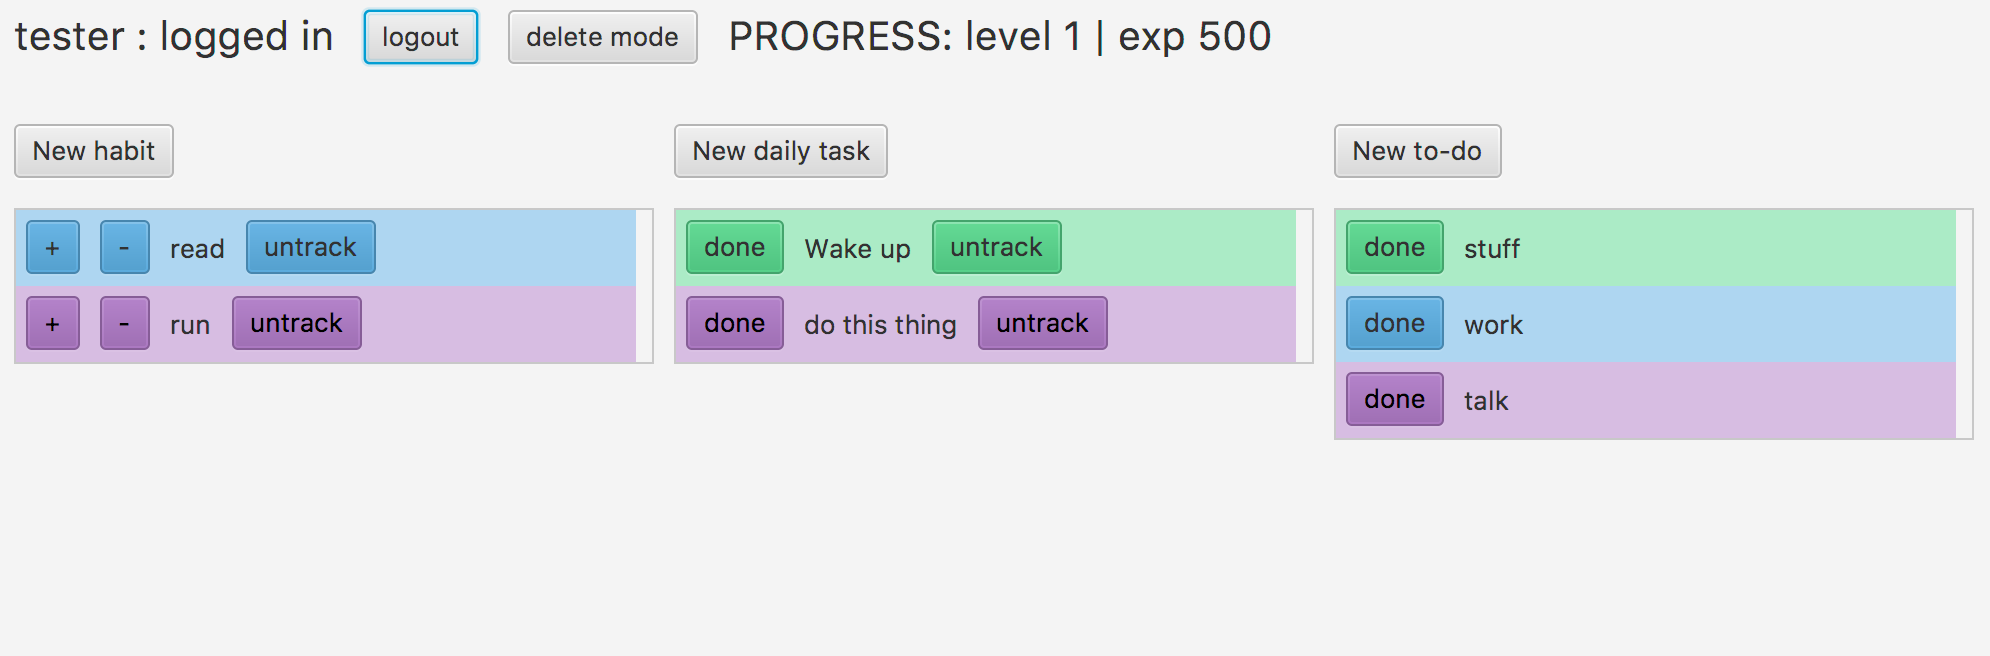 tester : logged in logout delete mode PROGRESS: level 1 | exp 500
New habit New daily task New to-do
+ - read untrack
+ - run untrack
done Wake up untrack
done do this thing untrack
done stuff
done work
done talk